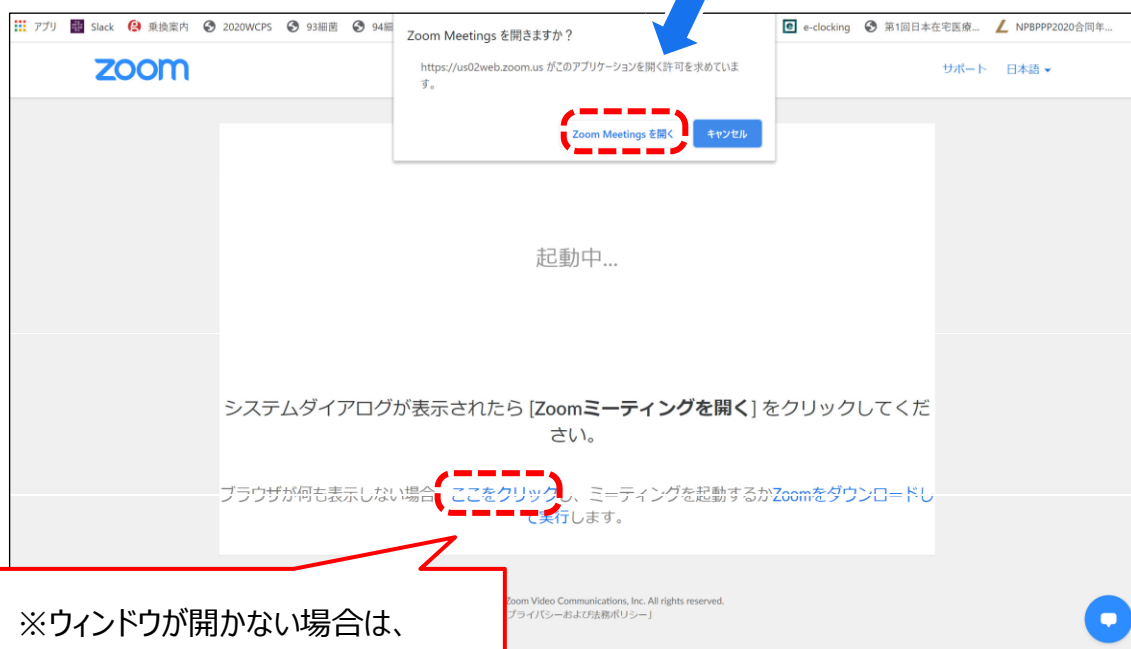 アプリ Slack 乗換案内 2020WCPS 93細菌 94細 e-clocking 第1回日本在宅医療... NPBPPP2020合同年...
Zoom Meetings を開きますか？
https://us02web.zoom.us がこのアプリケーションを開く許可を求めていま
す。
Zoom Meetings を開く キャンセル
zoom サポート 日本語
起動中...
システムダイアログが表示されたら [Zoomミーティングを開く] をクリックしてくだ
さい。
ブラウザが何も表示しない場合 ここをクリックし、ミーティングを起動するかZoomをダウンロードし
て実行します。
Zoom Video Communications, Inc. All rights reserved.
プライバシーおよび法務ポリシー]
※ウィンドウが開かない場合は、